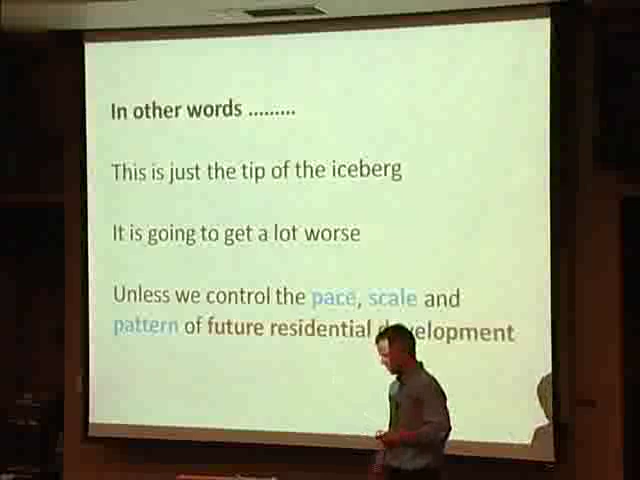 In other words .........
This is just the tip of the iceberg
It is going to get a lot worse
Unless we control the pace, scale and
pattern of future residential development